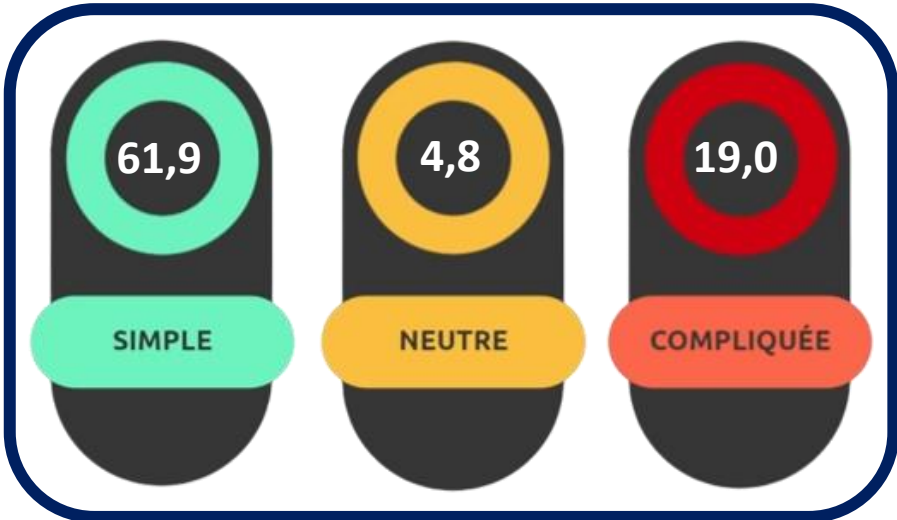 61,9
4,8
19,0
SIMPLE
NEUTRE
COMPLIQUÉE